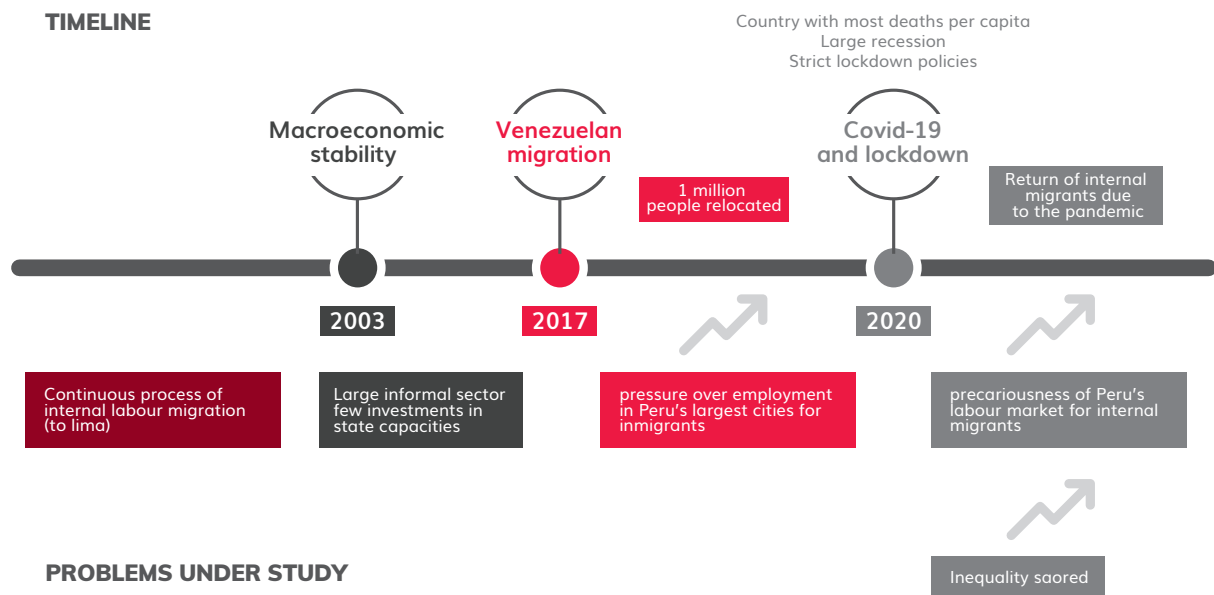 TIMELINE
Country with most deaths per capita
Large recession
Strict lockdown policies
Macroeconomic
stability
Venezuelan
migration
Covid-19
and lockdown
1 million
people relocated
Return of internal
migrants due
to the pandemic
2003
2017
2020
Continuous process of
internal labour migration
(to lima)
Large informal sector
few investments in
state capacities
pressure over employment
in Peru's largest cities for
inmigrants
precariousness of Peru's
labour market for internal
migrants
PROBLEMS UNDER STUDY
Inequality saored